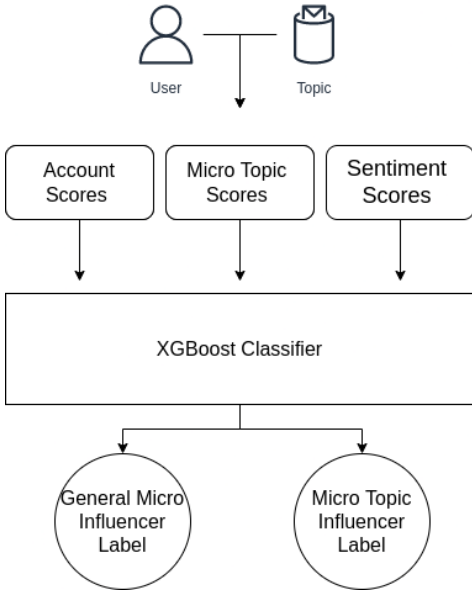 User
Topic
Account
Scores
Micro Topic
Scores
Sentiment
Scores
XGBoost Classifier
General Micro
Influencer
Label
Micro Topic
Influencer
Label